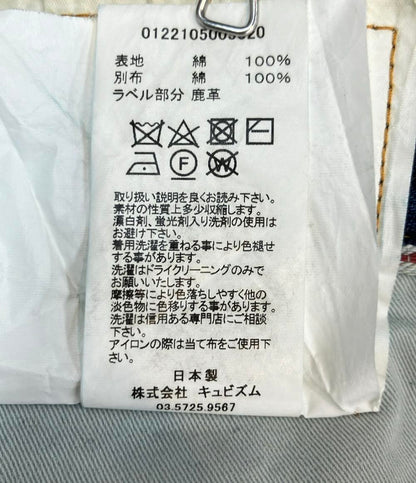 表地 綿 100%
別布 綿 100%
ラベル部分 鹿革
F
W
取り扱い説明を良くお読み下さい。
素材の性質上多少収縮します。
漂白剤、蛍光剤入り洗剤の使用は
お避け下さい。
着用洗濯を重ねる事により色褪せ
する事があります。
洗濯はドライクリーニングのみで
お願いいたします。
摩擦等により色落ちしやすく他の
淡色物に色移りする事があります。
洗濯は信用ある専門店にご相談
下さい。
アイロンの際は当て布をご使用下
さい。
日本製
株式会社 キュビズム
03.5725.9567